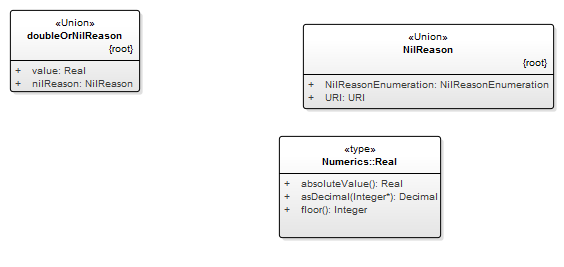 «Union»
doubleOrNilReason
{root}
+ value: Real
+ nilReason: NilReason
«Union»
NilReason
{root}
+ NilReasonEnumeration: NilReasonEnumeration
+ URI: URI
«type»
Numerics::Real
+ absoluteValue(): Real
+ asDecimal(Integer*): Decimal
+ floor(): Integer